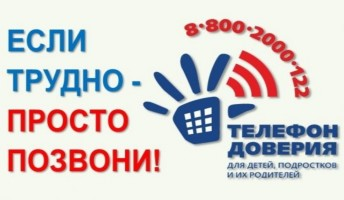 ЕСЛИ
ТРУДНО -
ПРОСТО
ПОЗВОНИ!
8-800-2000-122
ТЕЛЕФОН
ДОВЕРИЯ
ДЛЯ ДЕТЕЙ, ПОДРОСТКОВ
И ИХ РОДИТЕЛЕЙ